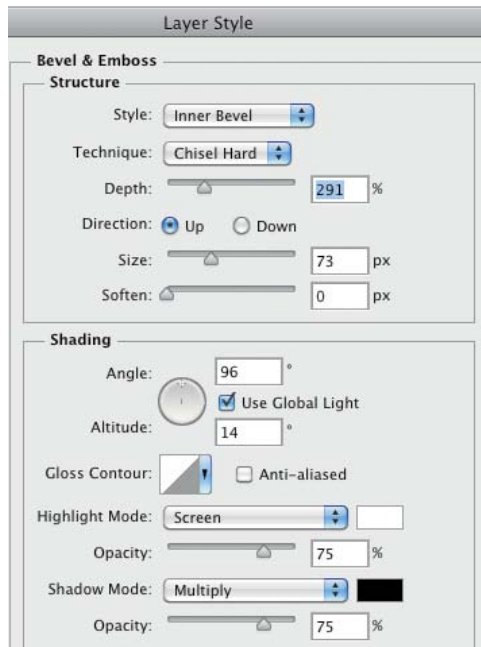 Layer Style
Bevel & Emboss
Structure
Style: Inner Bevel
Technique: Chisel Hard
Depth: 291 %
Direction: Up Down
Size: 73 px
Soften: 0 px
Shading
Angle: 96 °
Use Global Light
Altitude: 14 °
Gloss Contour: Anti-aliased
Highlight Mode: Screen
Opacity: 75 %
Shadow Mode: Multiply
Opacity: 75 %